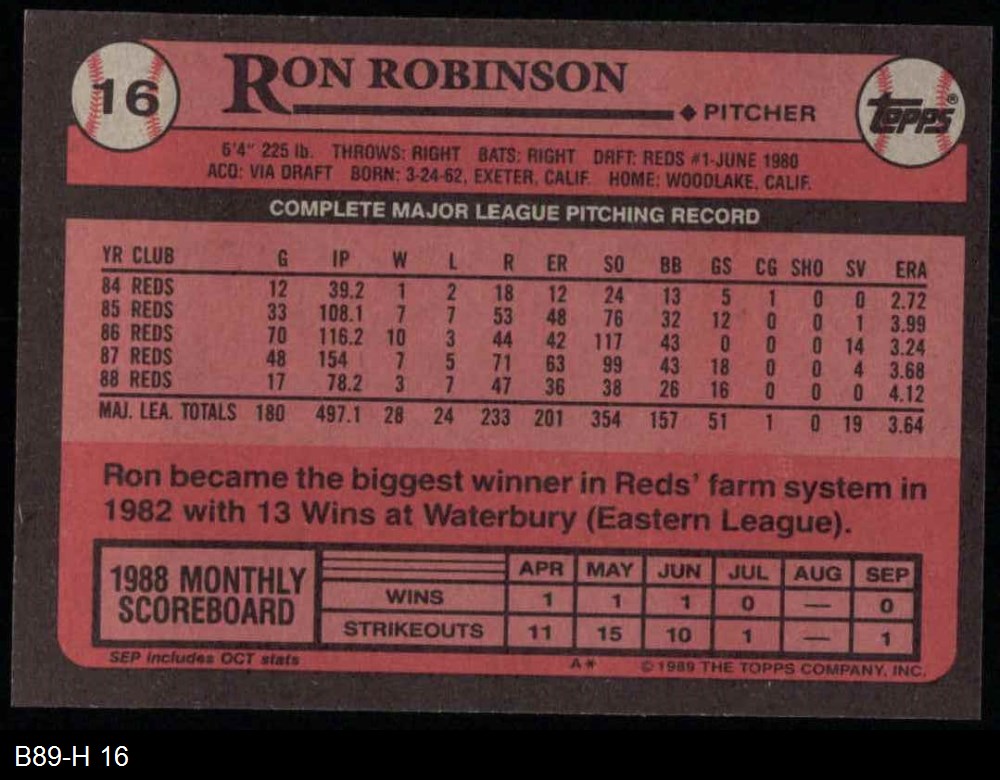 16
RON ROBINSON
PITCHER
Topps®
6'4" 225 lb. THROWS: RIGHT BATS: RIGHT DRFT: REDS #1-JUNE 1980
ACQ: VIA DRAFT BORN: 3-24-62, EXETER, CALIF. HOME: WOODLAKE, CALIF.
COMPLETE MAJOR LEAGUE PITCHING RECORD
YR CLUB G IP W L R ER SO BB GS CG SHO SV ERA
84 REDS 12 39.2 1 2 18 12 24 13 5 1 0 0 2.72
85 REDS 33 108.1 7 7 53 48 76 32 12 0 0 1 3.99
86 REDS 70 116.2 10 3 44 42 117 43 0 0 0 14 3.24
87 REDS 48 154 7 5 71 63 99 43 18 0 0 4 3.68
88 REDS 17 78.2 3 7 47 36 38 26 16 0 0 0 4.12
MAJ. LEA. TOTALS 180 497.1 28 24 233 201 354 157 51 1 0 19 3.64
Ron became the biggest winner in Reds' farm system in
1982 with 13 Wins at Waterbury (Eastern League).
1988 MONTHLY
SCOREBOARD
APR MAY JUN JUL AUG SEP
WINS 1 1 1 0 — 0
STRIKEOUTS 11 15 10 1 — 1
SEP includes OCT stats
A* © 1989 THE TOPPS COMPANY, INC.
B89-H 16